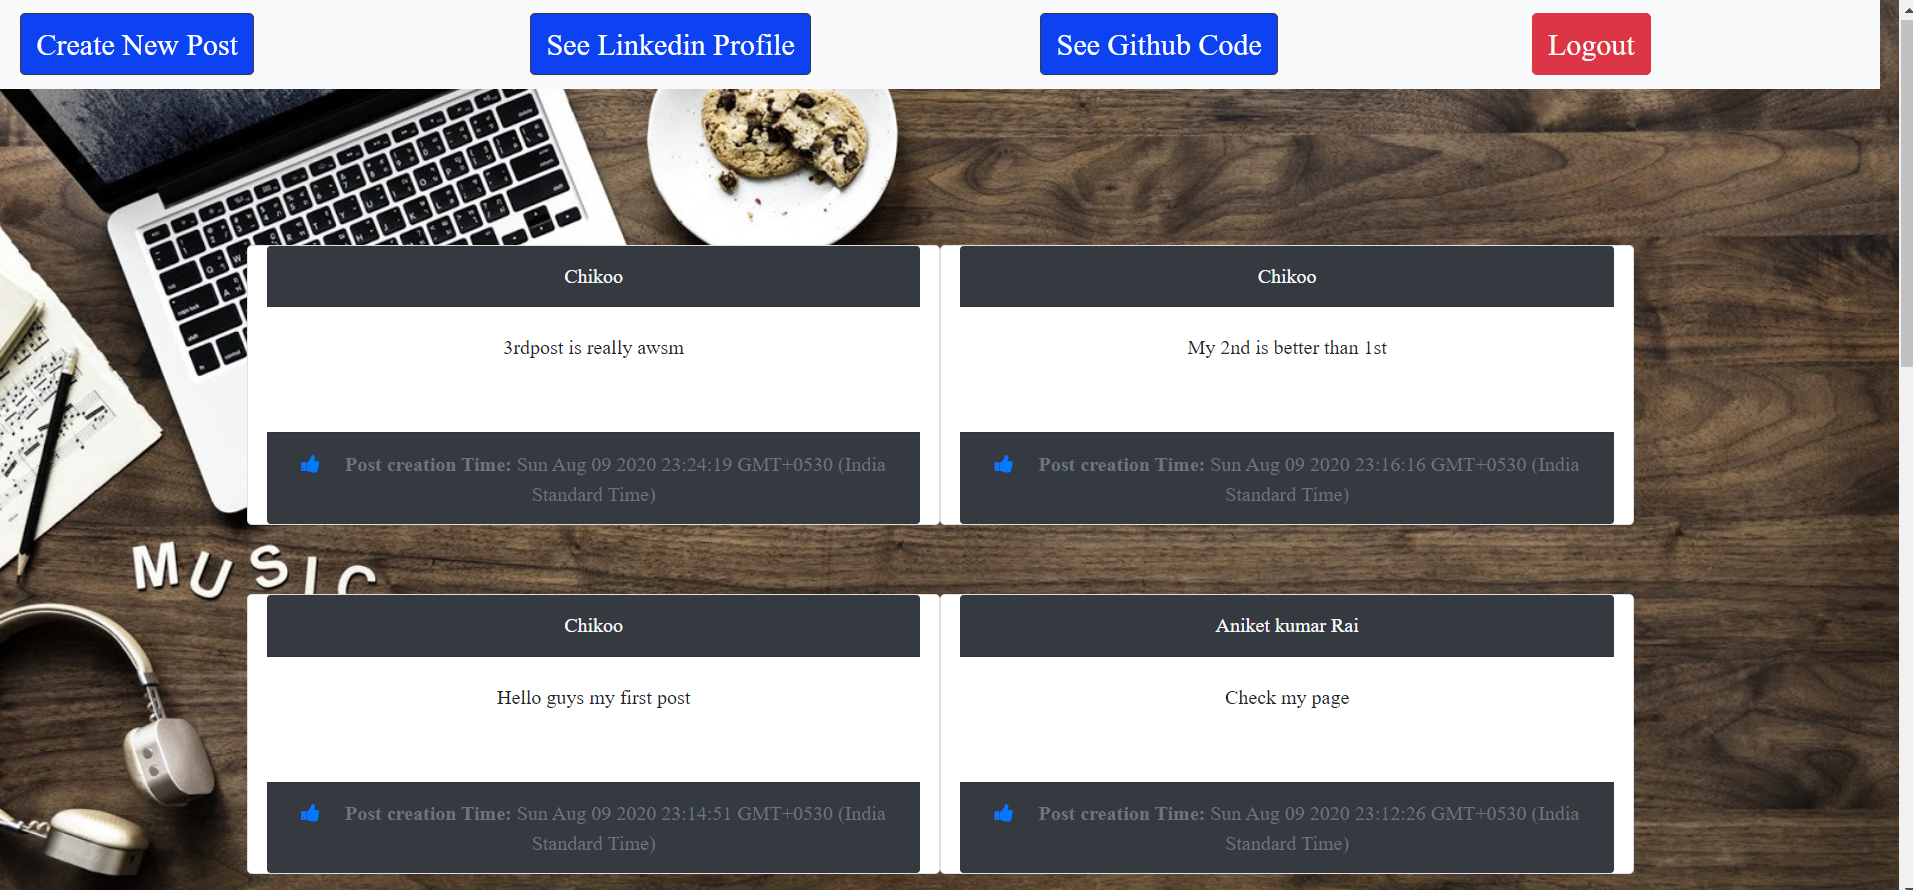 Create New Post
See Linkedin Profile
See Github Code
Logout
Chikoo
3rdpost is really awsm
Post creation Time: Sun Aug 09 2020 23:24:19 GMT+0530 (India
Standard Time)
Chikoo
My 2nd is better than 1st
Post creation Time: Sun Aug 09 2020 23:16:16 GMT+0530 (India
Standard Time)
MUSIC
Chikoo
Hello guys my first post
Post creation Time: Sun Aug 09 2020 23:14:51 GMT+0530 (India
Standard Time)
Aniket kumar Rai
Check my page
Post creation Time: Sun Aug 09 2020 23:12:26 GMT+0530 (India
Standard Time)